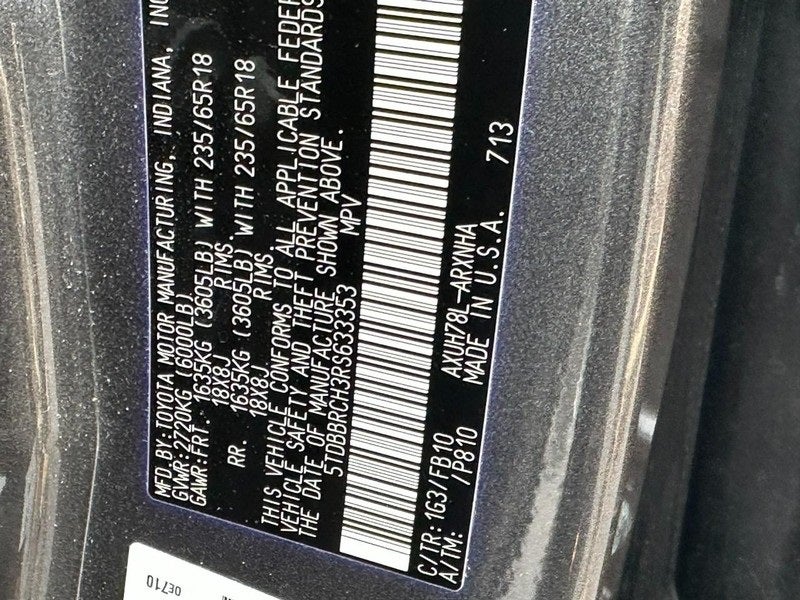 MFD.BY:TOYOTA MOTOR MANUFACTURING, INDIANA, INC
GVWR:2720KG (6000LB)
GAWR:FRT. 1635KG (3605LB) WITH 235/65R18
18X8J RIMS.
RR. 1635KG (3605LB) WITH 235/65R18
18X8J RIMS.
THIS VEHICLE CONFORMS TO ALL APPLICABLE FEDER
VEHICLE SAFETY AND THEFT PREVENTION STANDARDS
THE DATE OF MANUFACTURE SHOWN ABOVE.
5TDBBRCH3RS633353 MPV
C/TR: 1G3/FB10 AXUH78L-ARXNHA
A/TM: /P810 MADE IN U.S.A. 713
0E710